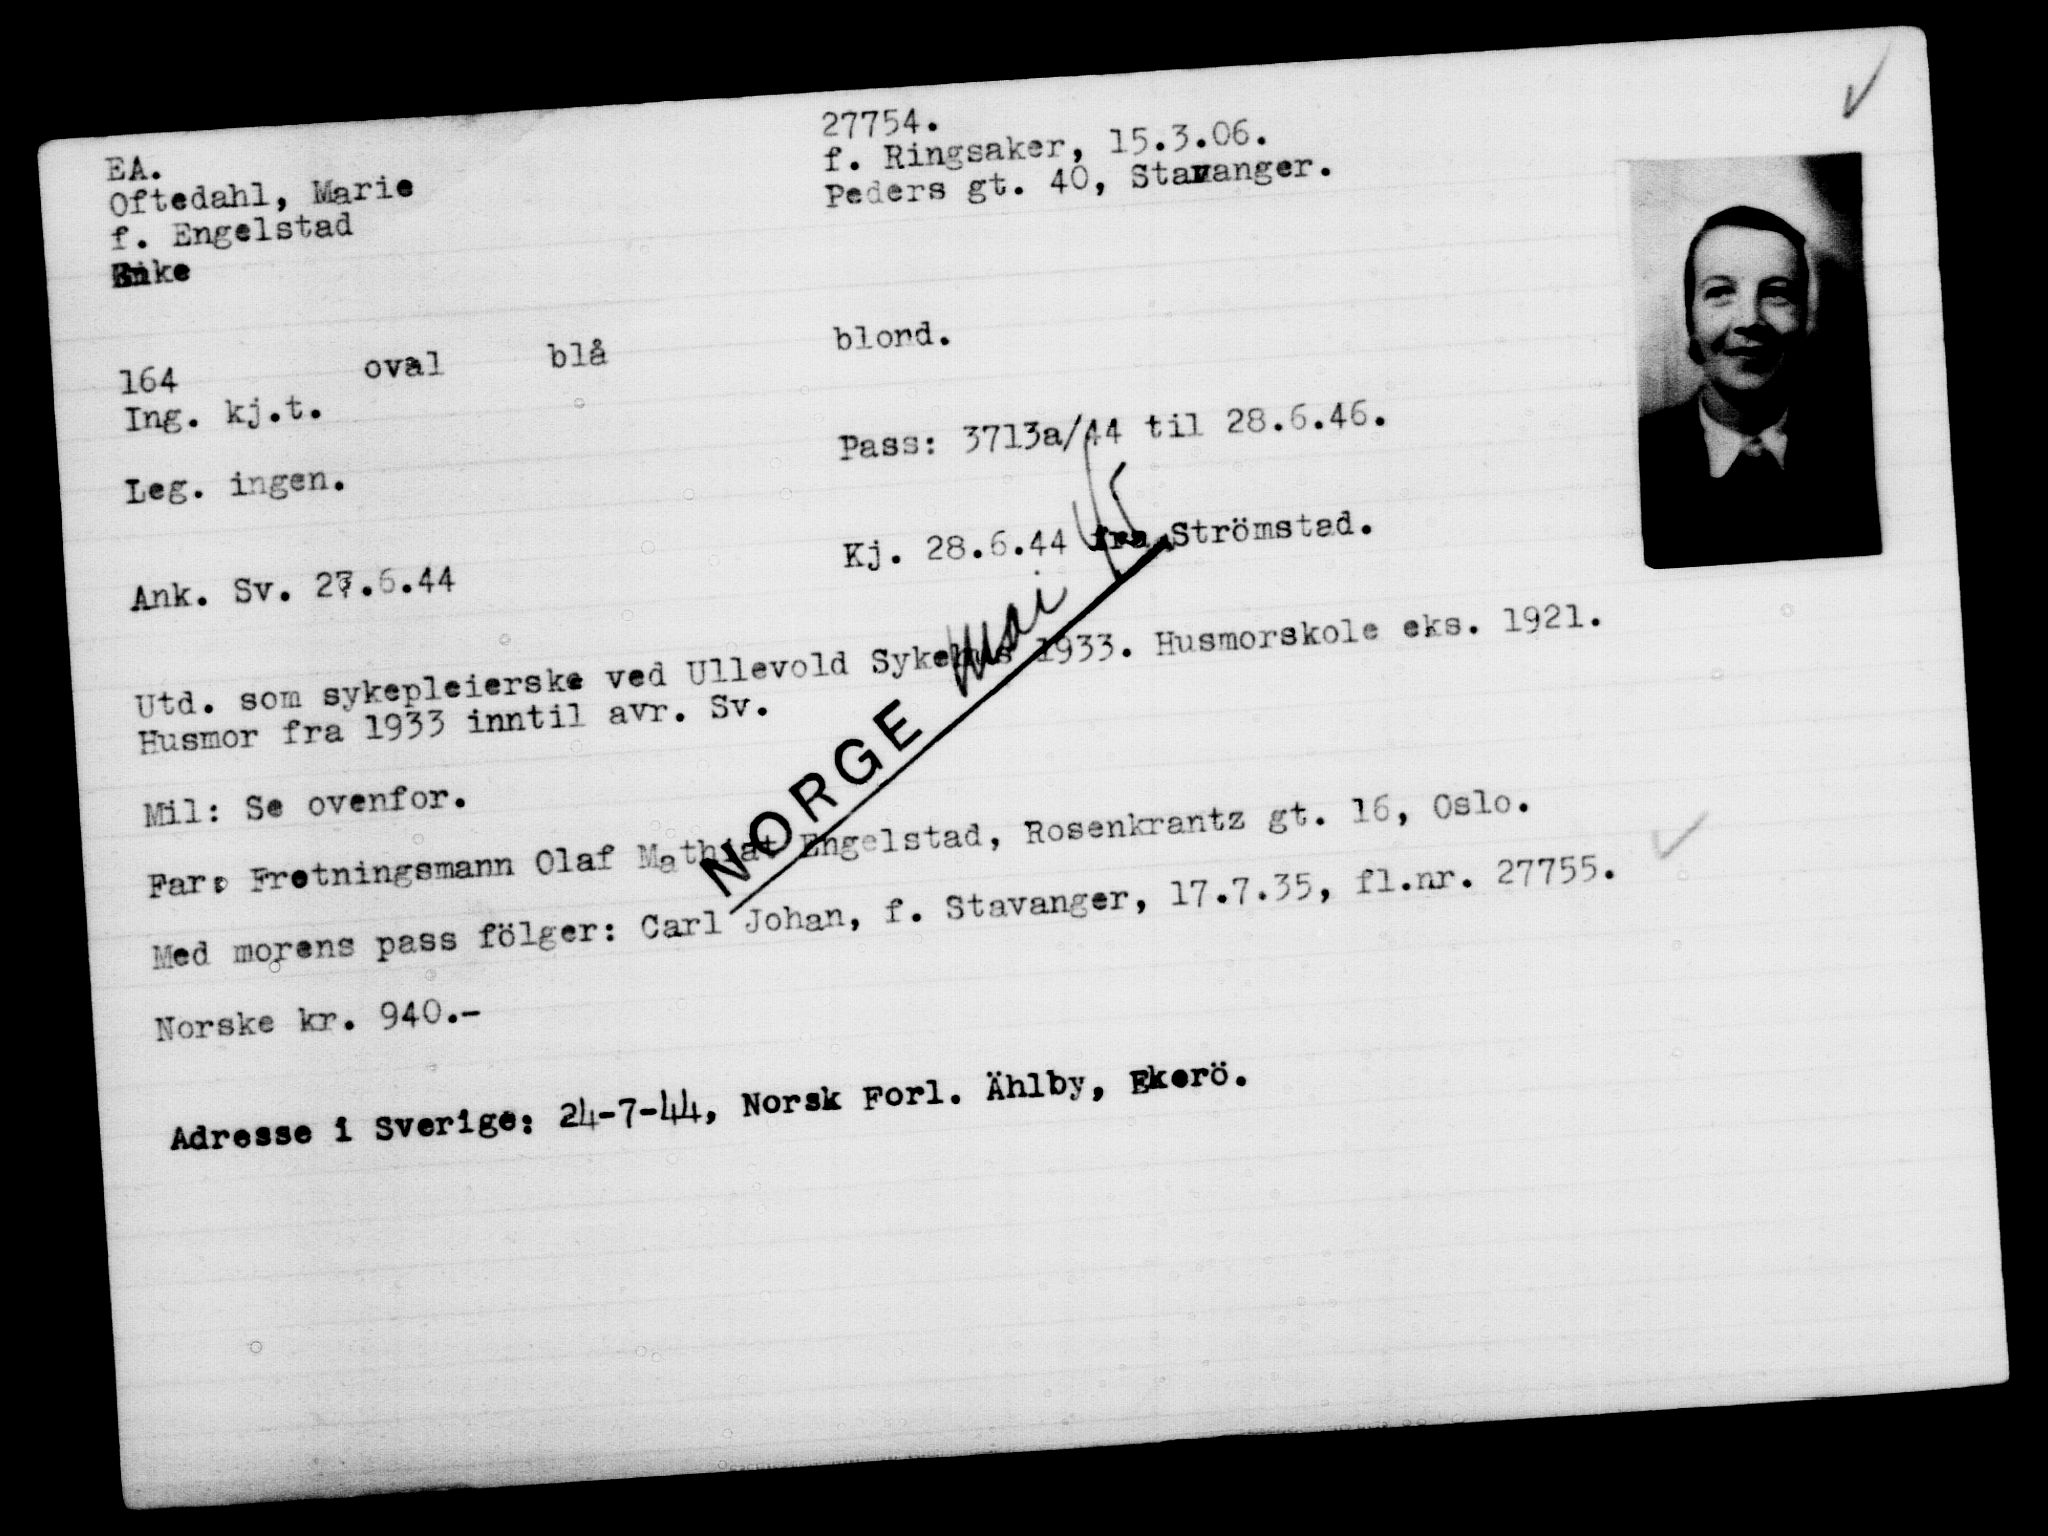 EA.
Oftedahl, Marie
f. Engelstad
Enke
27754.
f. Ringsaker, 15.3.06.
Peders gt. 40, Stavanger.
164 oval blå blond.
Ing. kj.t.
Pass: 3713a/44 til 28.6.46.
Leg. ingen.
Kj. 28.6.44 fra Strömstad.
Ank. Sv. 27.6.44
Utd. som sykepleierske ved Ullevold Sykehus 1933. Husmorskole eks. 1921.
Husmor fra 1933 inntil avr. Sv.
NORGE mai 45
Mil: Se ovenfor.
Far: Fretningsmann Olaf Mathiat Engelstad, Rosenkrantz gt. 16, Oslo.
Med morens pass fölger: Carl Johan, f. Stavanger, 17.7.35, fl.nr. 27755.
Norske kr. 940.-
Adresse i Sverige: 24-7-44, Norsk Forl. Ählby, Ekerö.